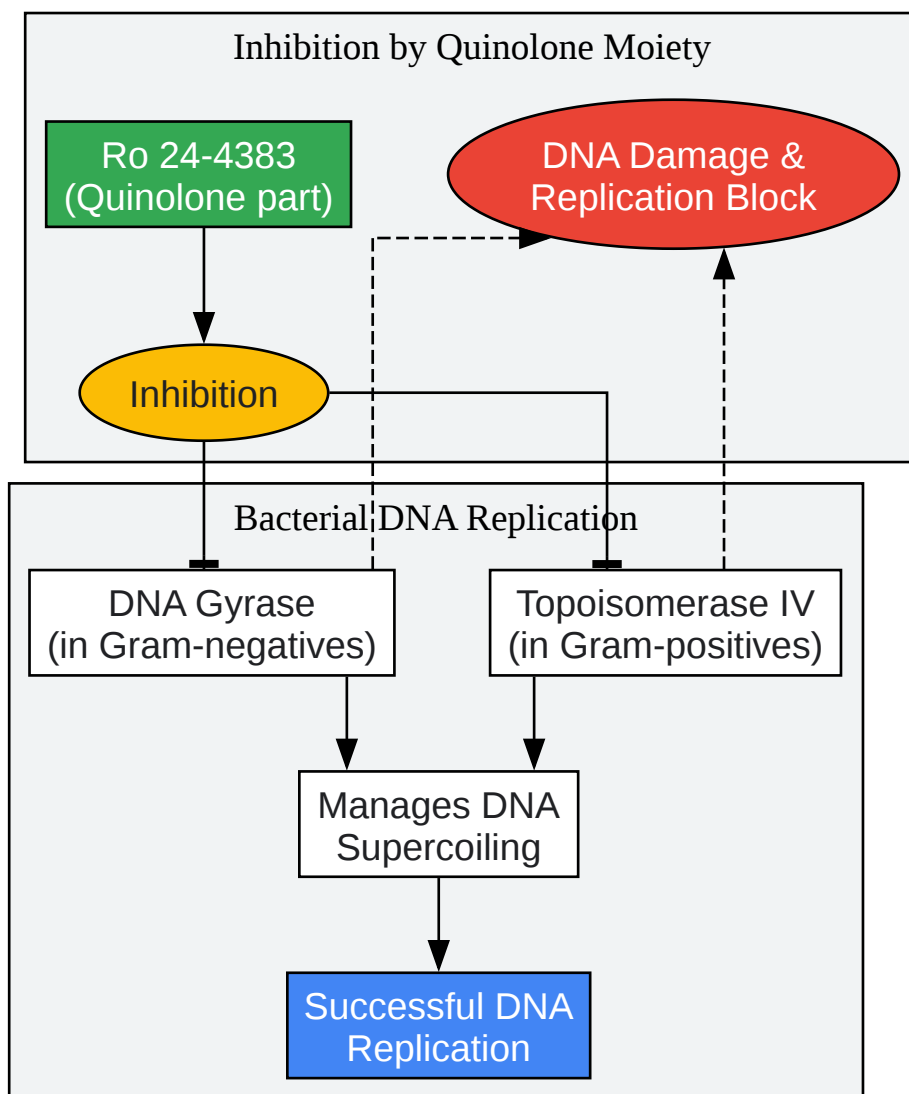 Inhibition by Quinolone Moiety
Ro 24-4383
(Quinolone part)
DNA Damage &
Replication Block
Inhibition
Bacterial DNA Replication
DNA Gyrase
(in Gram-negatives)
Topoisomerase IV
(in Gram-positives)
Manages DNA
Supercoiling
Successful DNA
Replication